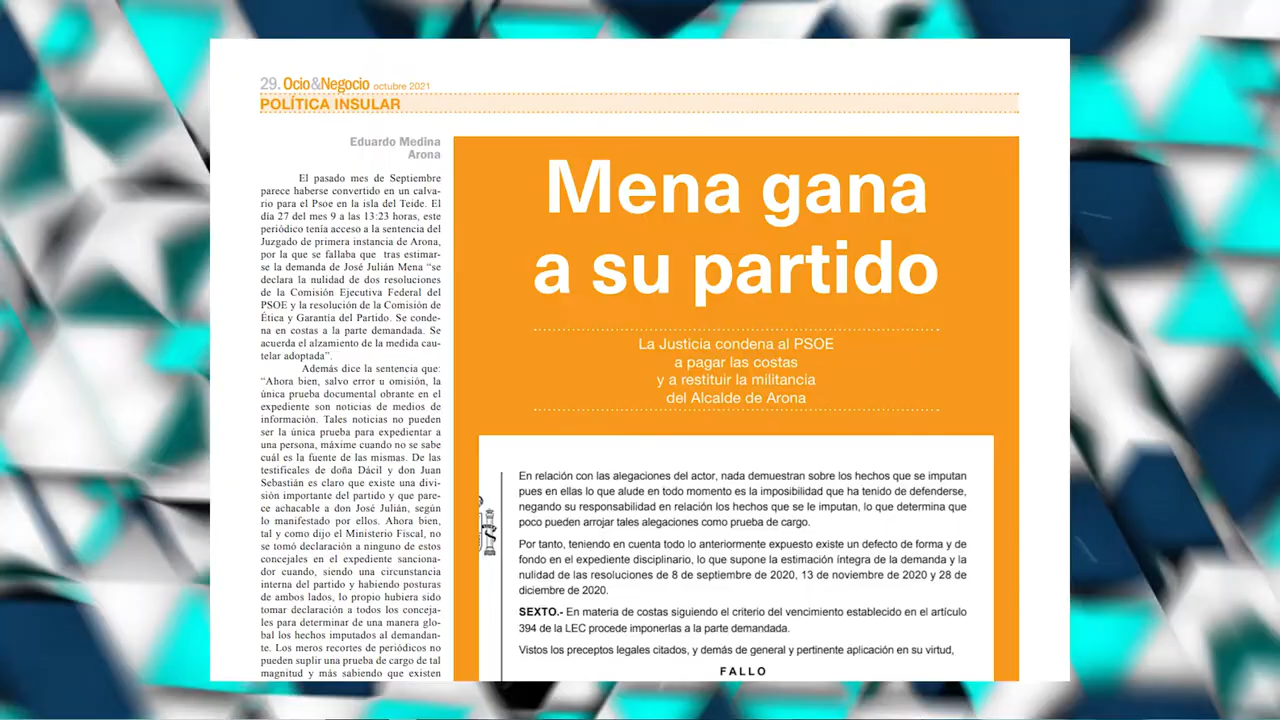 29. Ocio&Negocio octubre 2021
POLÍTICA INSULAR
Eduardo Medina
Arona
El pasado mes de Septiembre
parece haberse convertido en un calva-
rio para el Psoe en la isla del Teide. El
día 27 del mes 9 a las 13:23 horas, este
periódico tenía acceso a la sentencia del
Juzgado de primera instancia de Arona,
por la que se fallaba que tras estimar-
se la demanda de José Julián Mena “se
declara la nulidad de dos resoluciones
de la Comisión Ejecutiva Federal del
PSOE y la resolución de la Comisión de
Ética y Garantía del Partido. Se conde-
na en costas a la parte demandada. Se
acuerda el alzamiento de la medida cau-
telar adoptada”.
Además dice la sentencia que:
“Ahora bien, salvo error u omisión, la
única prueba documental obrante en el
expediente son noticias de medios de
información. Tales noticias no pueden
ser la única prueba para expedientar a
una persona, máxime cuando no se sabe
cuál es la fuente de las mismas. De las
testificales de doña Dácil y don Juan
Sebastián es claro que existe una divi-
sión importante del partido y que pare-
ce achacable a don José Julián, según
lo manifestado por ellos. Ahora bien,
tal y como dijo el Ministerio Fiscal, no
se tomó declaración a ninguno de estos
concejales en el expediente sanciona-
dor cuando, siendo una circunstancia
interna del partido y habiendo posturas
de ambos lados, lo propio hubiera sido
tomar declaración a todos los conceja-
les para determinar de una manera glo-
bal los hechos imputados al demandan-
te. Los meros recortes de periódicos no
pueden suplir una prueba de cargo de tal
magnitud y más sabiendo que existen
Mena gana
a su partido
La Justicia condena al PSOE
a pagar las costas
y a restituir la militancia
del Alcalde de Arona
En relación con las alegaciones del actor, nada demuestran sobre los hechos que se imputan
pues en ellas lo que alude en todo momento es la imposibilidad que ha tenido de defenderse,
negando su responsabilidad en relación los hechos que se le imputan, lo que determina que
poco pueden arrojar tales alegaciones como prueba de cargo.
Por tanto, teniendo en cuenta todo lo anteriormente expuesto existe un defecto de forma y de
fondo en el expediente disciplinario, lo que supone la estimación íntegra de la demanda y la
nulidad de las resoluciones de 8 de septiembre de 2020, 13 de noviembre de 2020 y 28 de
diciembre de 2020.
SEXTO.- En materia de costas siguiendo el criterio del vencimiento establecido en el artículo
394 de la LEC procede imponerlas a la parte demandada.
Vistos los preceptos legales citados, y demás de general y pertinente aplicación en su virtud,
FALLO